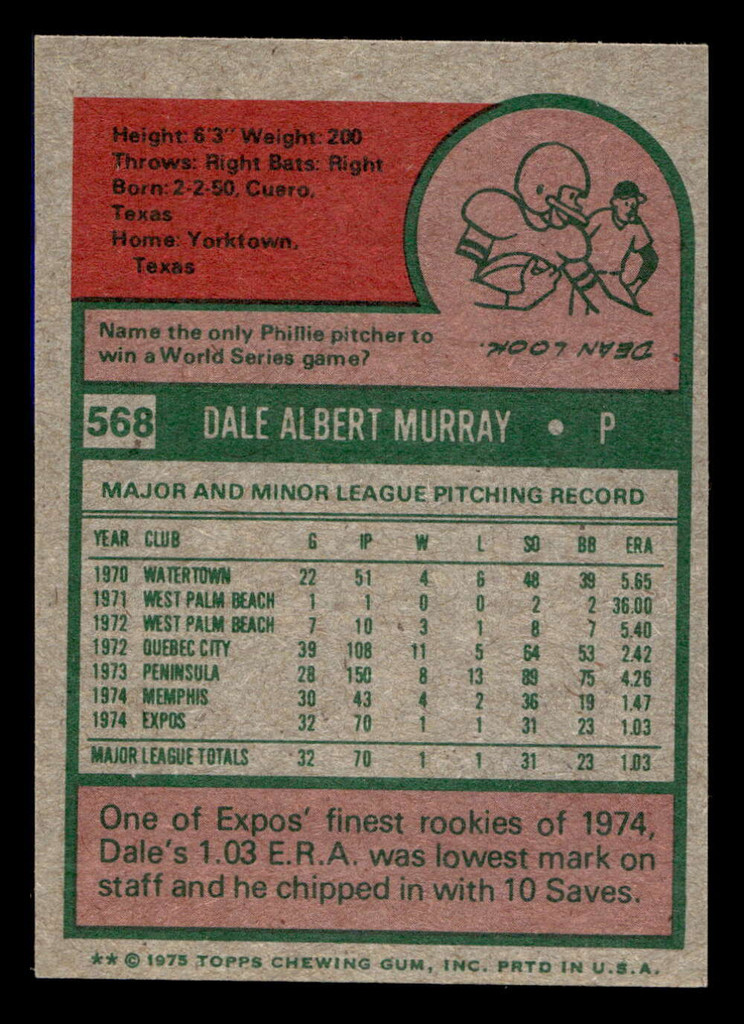 Height: 6'3" Weight: 200
Throws: Right Bats: Right
Born: 2-2-50, Cuero,
Texas
Home: Yorktown,
Texas
Name the only Phillie pitcher to
win a World Series game?
DEAN LOOK.
568 DALE ALBERT MURRAY • P
MAJOR AND MINOR LEAGUE PITCHING RECORD
YEAR CLUB G IP W L SO BB ERA
1970 WATERTOWN 22 51 4 6 48 39 5.65
1971 WEST PALM BEACH 1 1 0 0 2 2 36.00
1972 WEST PALM BEACH 7 10 3 1 8 7 5.40
1972 QUEBEC CITY 39 108 11 5 64 53 2.42
1973 PENINSULA 28 150 8 13 89 75 4.26
1974 MEMPHIS 30 43 4 2 36 19 1.47
1974 EXPOS 32 70 1 1 31 23 1.03
MAJOR LEAGUE TOTALS 32 70 1 1 31 23 1.03
One of Expos' finest rookies of 1974,
Dale's 1.03 E.R.A. was lowest mark on
staff and he chipped in with 10 Saves.
** © 1975 TOPPS CHEWING GUM, INC. PRTD IN U.S.A.